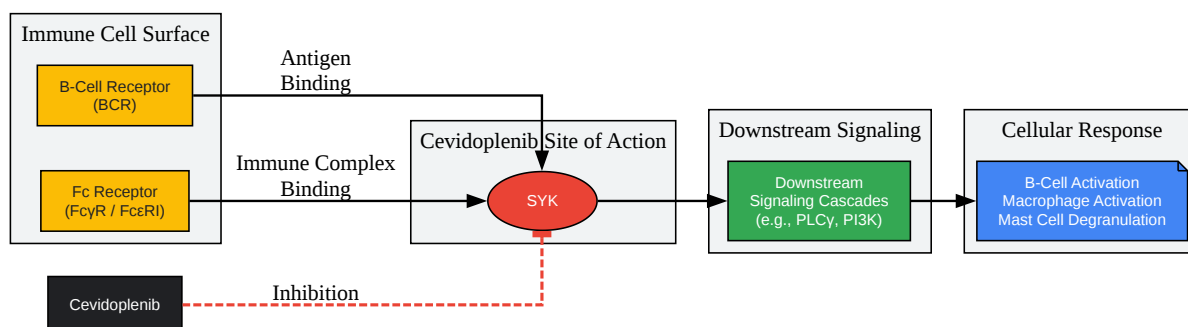 Immune Cell Surface
B-Cell Receptor
(BCR)
Fc Receptor
(FcγR / FcεRI)
Antigen
Binding
Immune Complex
Binding
Cevidoplenib Site of Action
SYK
Downstream Signaling
Downstream
Signaling Cascades
(e.g., PLCγ, PI3K)
Cellular Response
B-Cell Activation
Macrophage Activation
Mast Cell Degranulation
Cevidoplenib
Inhibition